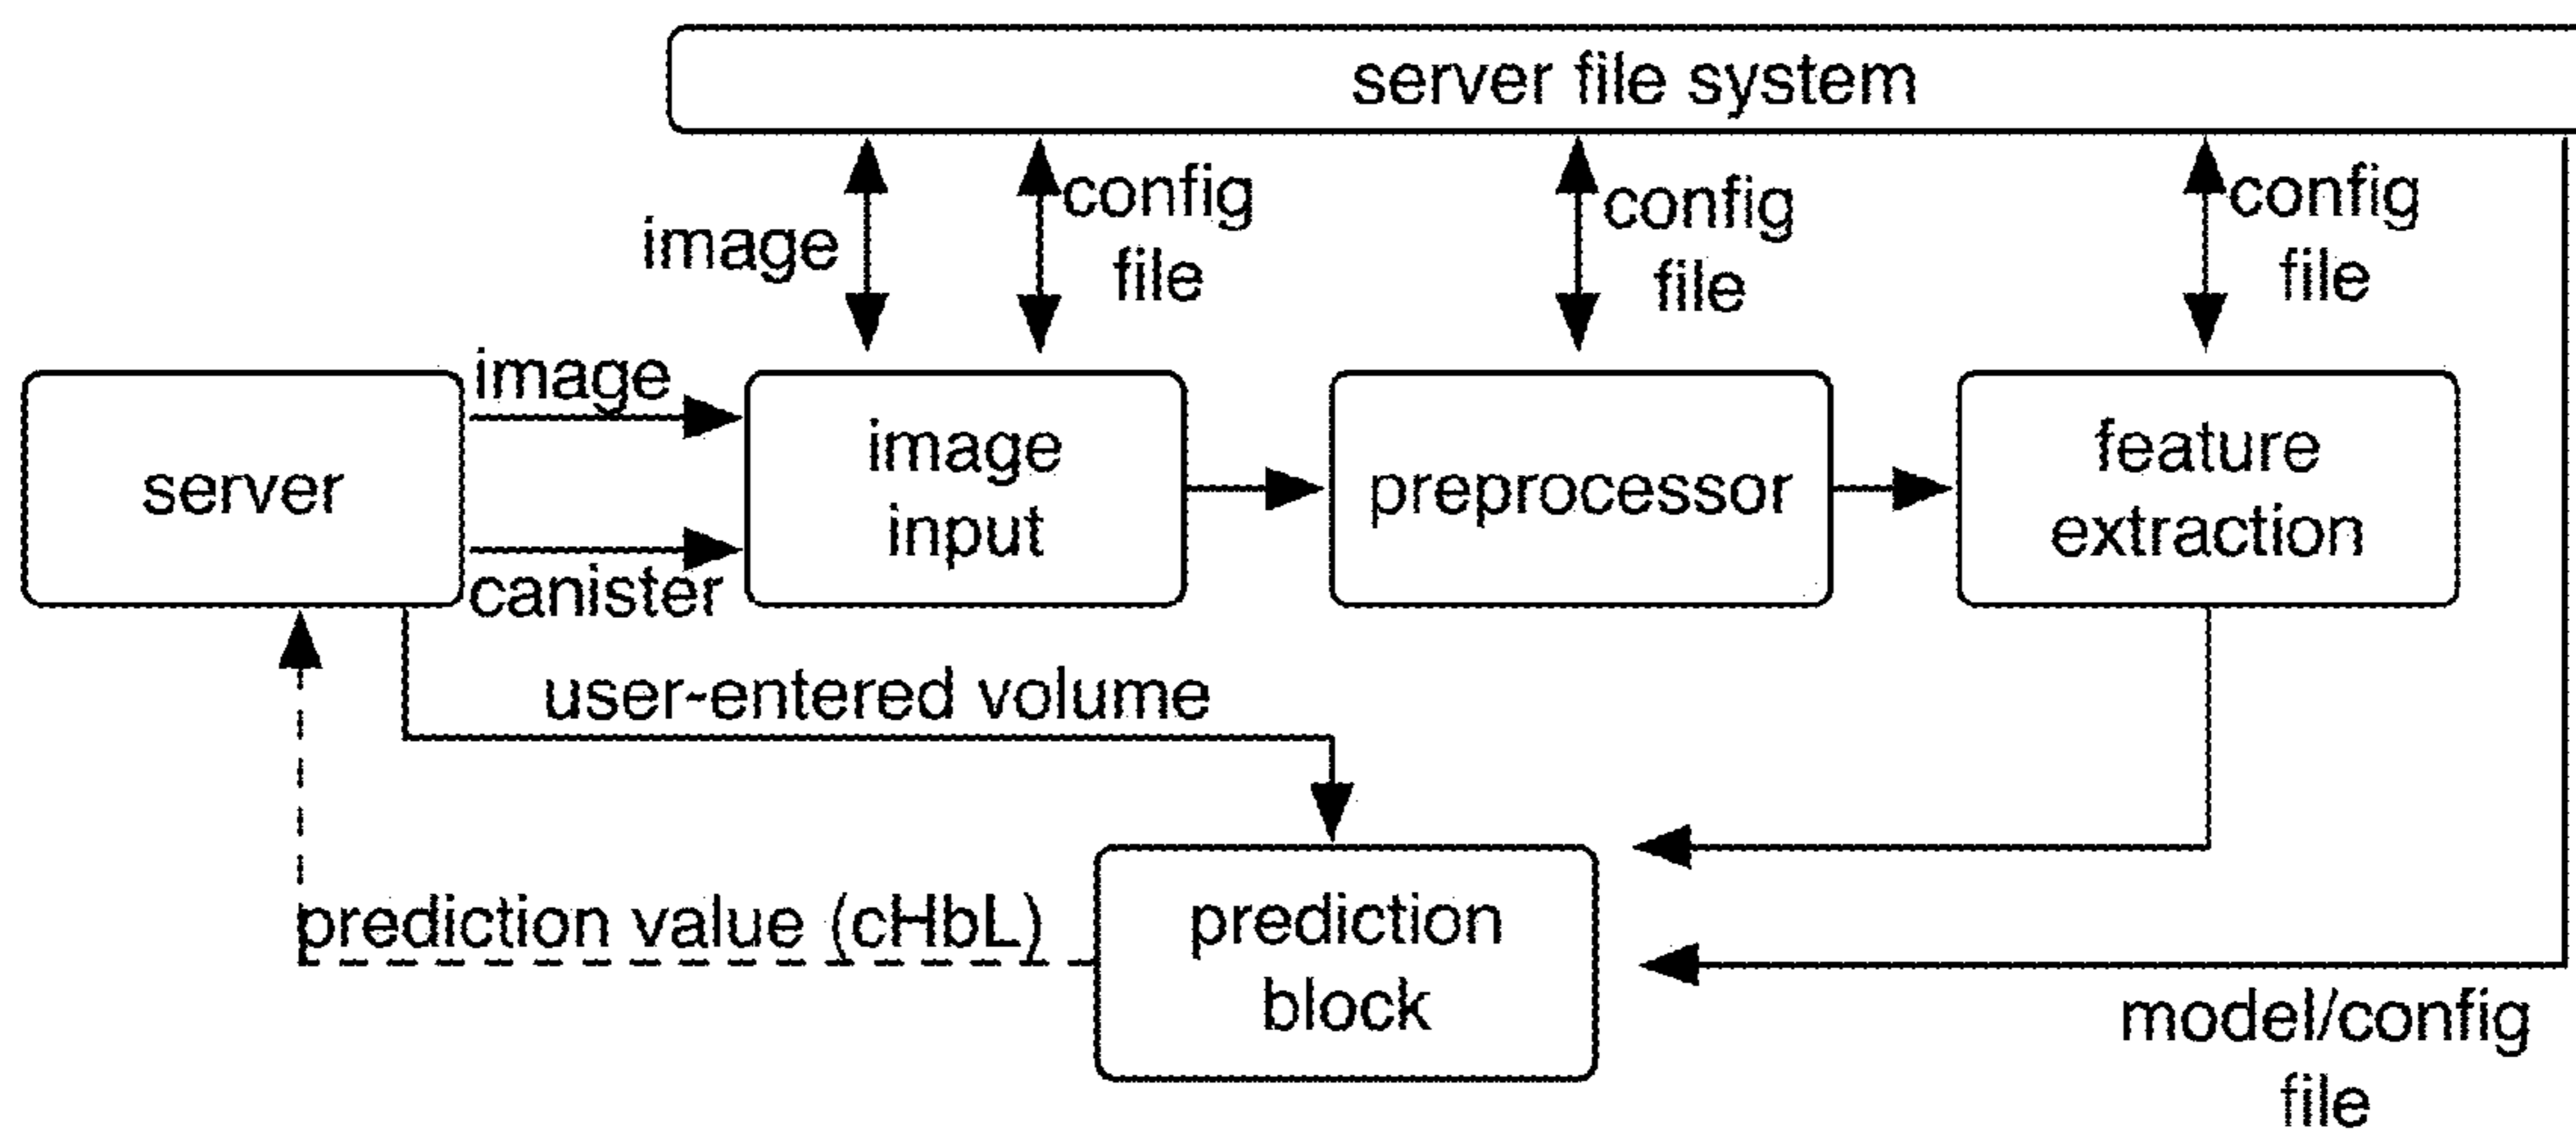 server file system
image
config
file
config
file
config
file
image
canister
server
image
input
preprocessor
feature
extraction
user-entered volume
prediction value (cHbL)
prediction
block
model/config
file